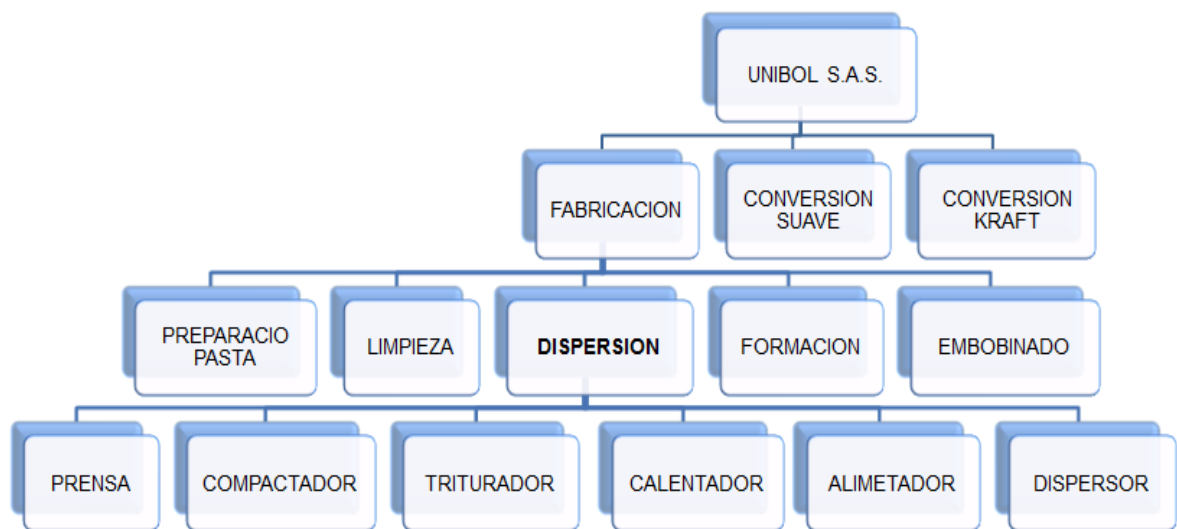 UNIBOL S.A.S.
FABRICACION
CONVERSION
SUAVE
CONVERSION
KRAFT
PREPARACIO
PASTA
LIMPIEZA
DISPERSION
FORMACION
EMBOBINADO
PRENSA
COMPACTADOR
TRITURADOR
CALENTADOR
ALIMETADOR
DISPERSOR